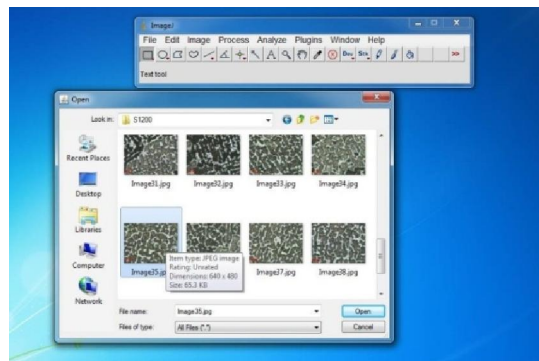 ImageJ
File Edit Image Process Analyze Plugins Window Help
A Dev Stk >>
Text tool
Open
Look in: S1200
Recent Places
Desktop
Libraries
Computer
Network
Image31.jpg Image32.jpg Image33.jpg Image34.jpg
Image35.jpg Image37.jpg Image38.jpg
Item type: JPEG image
Rating: Unrated
Dimensions: 640 x 480
Size: 65.3 KB
File name: Image35.jpg Open
Files of type: All Files (*.*) Cancel